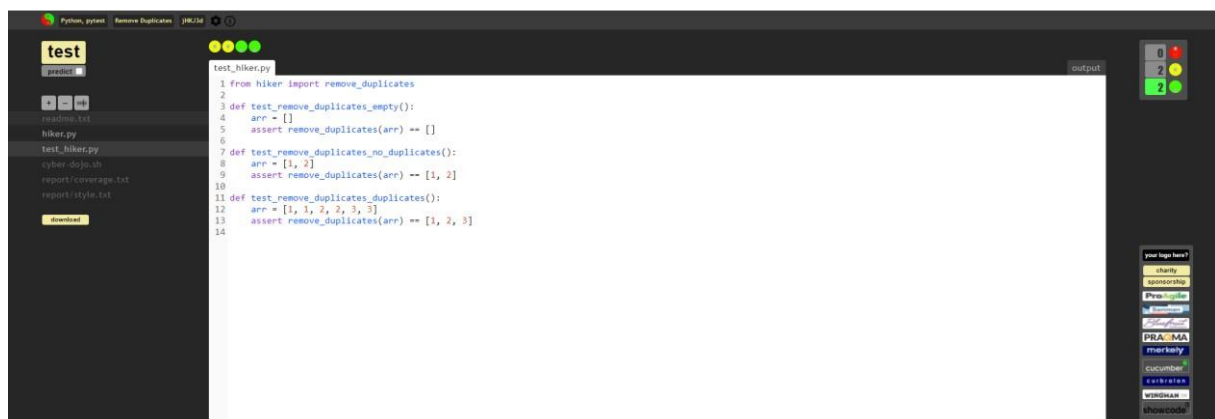 Python, pytest Remove Duplicates jHKJ3d
test
predict
+ -
readme.txt
hiker.py
test_hiker.py
cyber-dojo.sh
report/coverage.txt
report/style.txt
download
test_hiker.py
output
1 from hiker import remove_duplicates
2
3 def test_remove_duplicates_empty():
4     arr = []
5     assert remove_duplicates(arr) == []
6
7 def test_remove_duplicates_no_duplicates():
8     arr = [1, 2]
9     assert remove_duplicates(arr) == [1, 2]
10
11 def test_remove_duplicates_duplicates():
12     arr = [1, 1, 2, 2, 3, 3]
13     assert remove_duplicates(arr) == [1, 2, 3]
14
0
2
2
your logo here?
charity
sponsorship
ProAgile
PRAGMA
merkely
cucumber
curbralan
WINGMAN
showcode